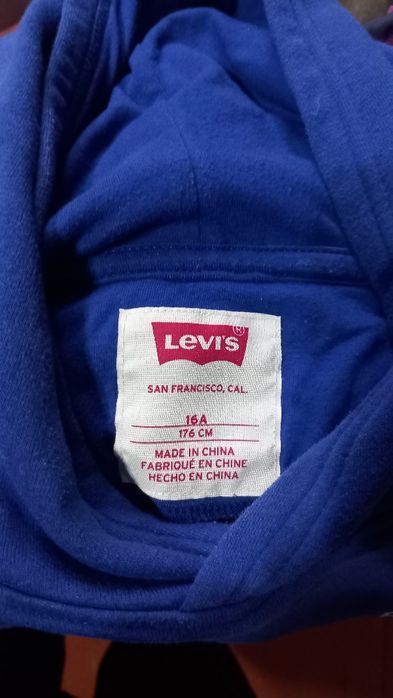 LEVI'S®
SAN FRANCISCO, CAL.
16A
176 CM
MADE IN CHINA
FABRIQUÉ EN CHINE
HECHO EN CHINA